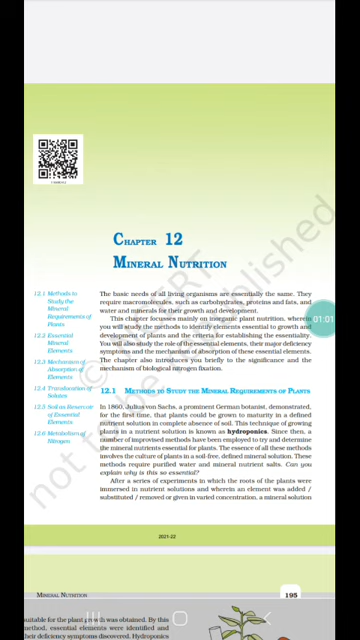 CHAPTER 12
MINERAL NUTRITION
12.1 Methods to
Study the
Mineral
Requirements of
Plants
12.2 Essential
Mineral
Elements
12.3 Mechanism of
Absorption of
Elements
12.4 Translocation of
Solutes
12.5 Soil as Reservoir
of Essential
Elements
12.6 Metabolism of
Nitrogen
The basic needs of all living organisms are essentially the same. They
require macromolecules, such as carbohydrates, proteins and fats, and
water and minerals for their growth and development.
This chapter focusses mainly on inorganic plant nutrition, wherein
you will study the methods to identify elements essential to growth and
development of plants and the criteria for establishing the essentiality.
You will also study the role of the essential elements, their major deficiency
symptoms and the mechanism of absorption of these essential elements.
The chapter also introduces you briefly to the significance and the
mechanism of biological nitrogen fixation.
01:01
12.1 METHODS TO STUDY THE MINERAL REQUIREMENTS OF PLANTS
In 1860, Julius von Sachs, a prominent German botanist, demonstrated,
for the first time, that plants could be grown to maturity in a defined
nutrient solution in complete absence of soil. This technique of growing
plants in a nutrient solution is known as hydroponics. Since then, a
number of improvised methods have been employed to try and determine
the mineral nutrients essential for plants. The essence of all these methods
involves the culture of plants in a soil-free, defined mineral solution. These
methods require purified water and mineral nutrient salts. Can you
explain why is this so essential?
After a series of experiments in which the roots of the plants were
immersed in nutrient solutions and wherein an element was added /
substituted / removed or given in varied concentration, a mineral solution
not to be republished
2021-22
MINERAL NUTRITION 195
suitable for the plant growth was obtained. By this
method, essential elements were identified and
their deficiency symptoms discovered. Hydroponics